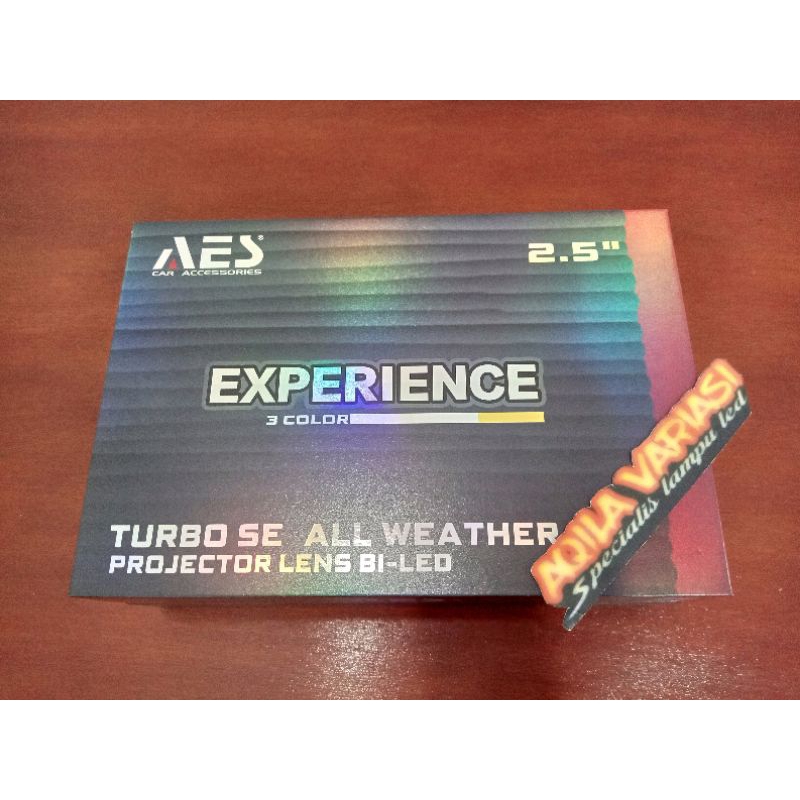 AES®
CAR ACCESSORIES
2.5"
EXPERIENCE
3 COLOR
TURBO SE ALL WEATHER
PROJECTOR LENS BI-LED
AQILA VARIASI
Specialis lampu led